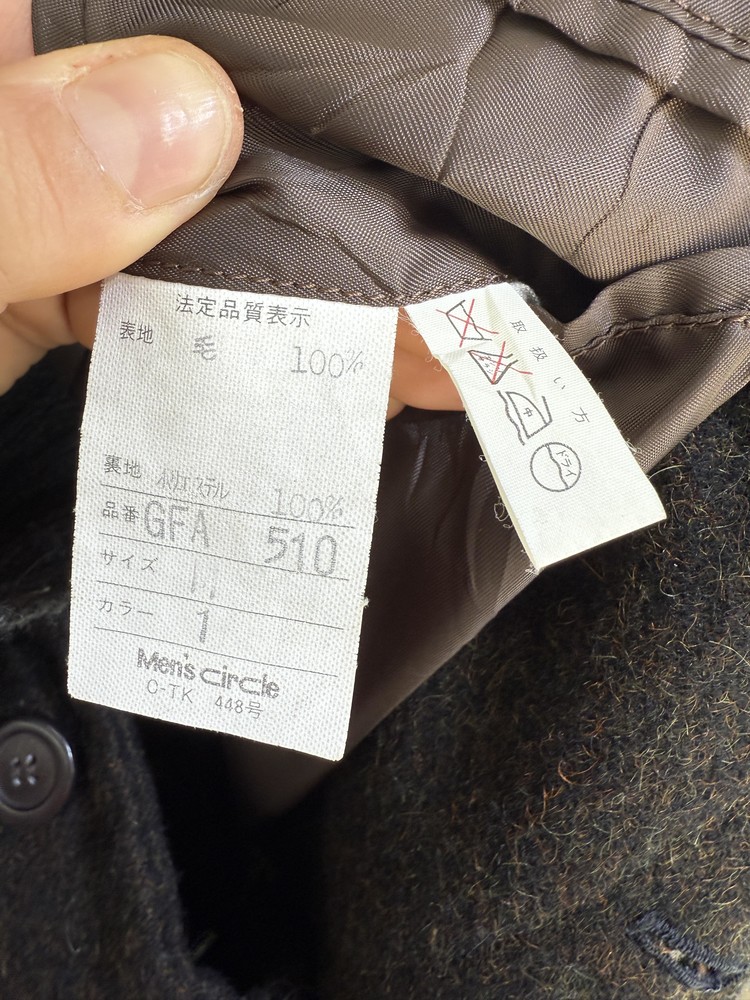 法定品質表示
表地 毛 100%
裏地 ポリエステル 100%
品番 GFA 510
サイズ
カラー 1
Men's circle
C-TK 448号
取扱い方
中
ドライ